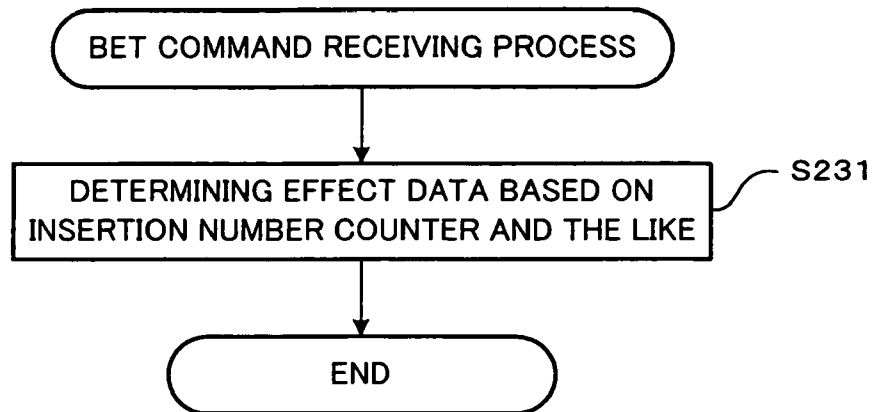 BET COMMAND RECEIVING PROCESS
DETERMINING EFFECT DATA BASED ON
INSERTION NUMBER COUNTER AND THE LIKE
S231
END